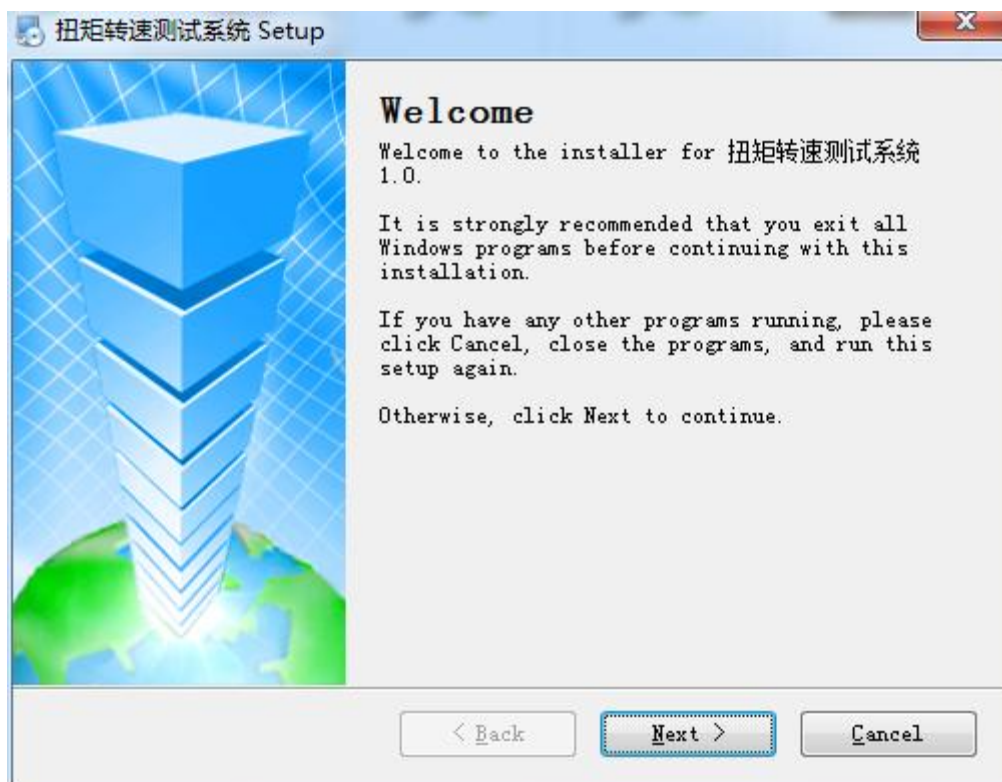 扭矩转速测试系统 Setup
Welcome
Welcome to the installer for 扭矩转速测试系统
1.0.
It is strongly recommended that you exit all
Windows programs before continuing with this
installation.
If you have any other programs running, please
click Cancel, close the programs, and run this
setup again.
Otherwise, click Next to continue.
< Back Next > Cancel